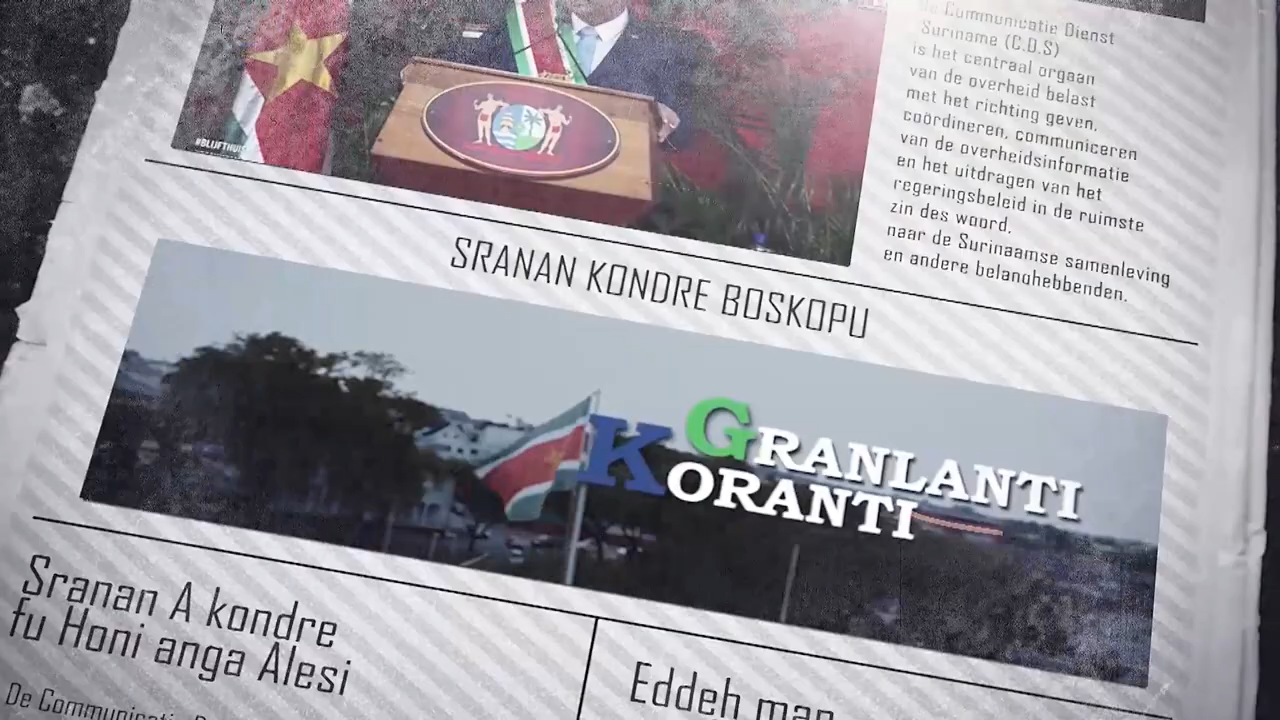 #BLIJFTHUIS
De Communicatie Dienst
Suriname (C.D.S)
is het centraal orgaan
van de overheid belast
met het richting geven,
coördineren, communiceren
van de overheidsinformatie
en het uitdragen van het
regeringsbeleid in de ruimste
zin des woord.
naar de Surinaamse samenleving
en andere belanghebbenden.
SRANAN KONDRE BOSKOPU
GRANLANTI
KORANTI
Sranan A kondre
fu Honi anga Alesi
De
Eddeh man